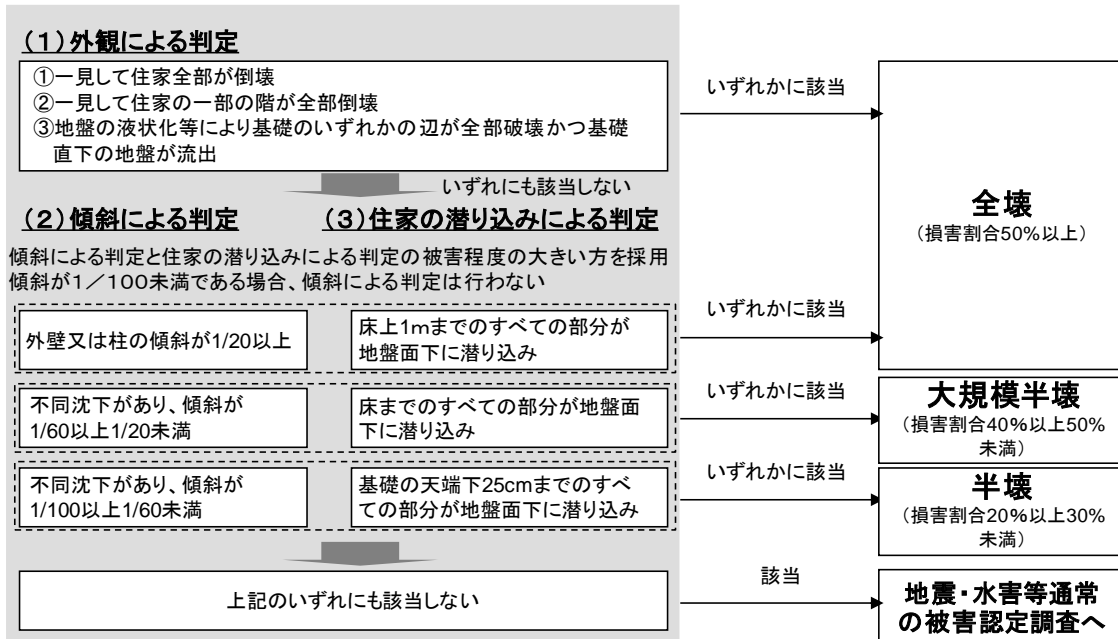 (1)外観による判定
①一見して住家全部が倒壊
②一見して住家の一部の階が全部倒壊
③地盤の液状化等により基礎のいずれかの辺が全部破壊かつ基礎
直下の地盤が流出
いずれかに該当
全壊
(損害割合50%以上)
いずれにも該当しない
(2)傾斜による判定
(3)住家の潜り込みによる判定
傾斜による判定と住家の潜り込みによる判定の被害程度の大きい方を採用
傾斜が1/100未満である場合、傾斜による判定は行わない
外壁又は柱の傾斜が1/20以上
床上1mまでのすべての部分が
地盤面下に潜り込み
いずれかに該当
不同沈下があり、傾斜が
1/60以上1/20未満
床までのすべての部分が地盤面
下に潜り込み
いずれかに該当
大規模半壊
(損害割合40%以上50%
未満)
不同沈下があり、傾斜が
1/100以上1/60未満
基礎の天端下25cmまでのすべ
ての部分が地盤面下に潜り込み
いずれかに該当
半壊
(損害割合20%以上30%
未満)
上記のいずれにも該当しない
該当
地震・水害等通常
の被害認定調査へ